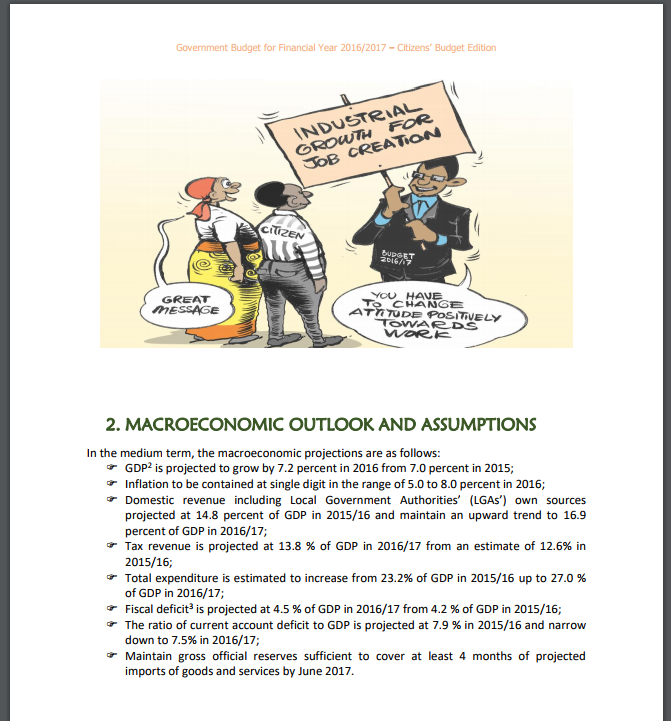 Government Budget for Financial Year 2016/2017 – Citizens' Budget Edition
INDUSTRIAL
GROWTH FOR
JOB CREATION
CITIZEN
BUDGET
2016/17
GREAT
MESSAGE
YOU HAVE
TO CHANGE
ATTITUDE POSITIVELY
TOWARDS
WORK
2. MACROECONOMIC OUTLOOK AND ASSUMPTIONS
In the medium term, the macroeconomic projections are as follows:
☞ GDP² is projected to grow by 7.2 percent in 2016 from 7.0 percent in 2015;
☞ Inflation to be contained at single digit in the range of 5.0 to 8.0 percent in 2016;
☞ Domestic revenue including Local Government Authorities' (LGAs') own sources
projected at 14.8 percent of GDP in 2015/16 and maintain an upward trend to 16.9
percent of GDP in 2016/17;
☞ Tax revenue is projected at 13.8 % of GDP in 2016/17 from an estimate of 12.6% in
2015/16;
☞ Total expenditure is estimated to increase from 23.2% of GDP in 2015/16 up to 27.0 %
of GDP in 2016/17;
☞ Fiscal deficit³ is projected at 4.5 % of GDP in 2016/17 from 4.2 % of GDP in 2015/16;
☞ The ratio of current account deficit to GDP is projected at 7.9 % in 2015/16 and narrow
down to 7.5% in 2016/17;
☞ Maintain gross official reserves sufficient to cover at least 4 months of projected
imports of goods and services by June 2017.